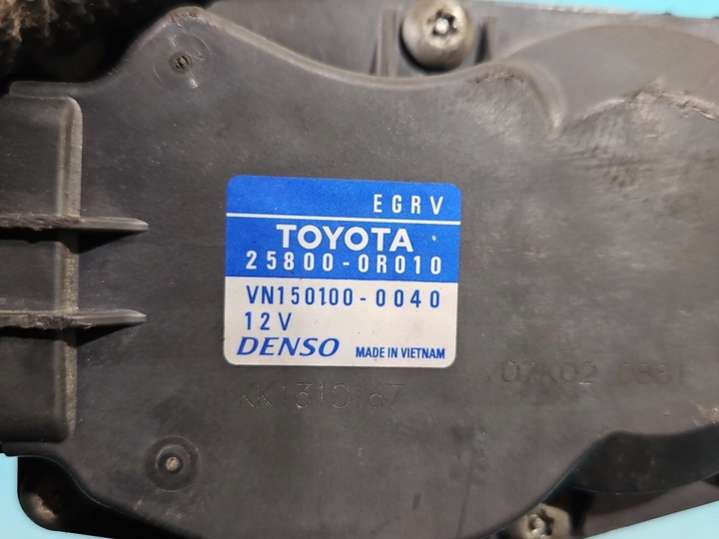 EGRV
TOYOTA
25800-0R010
VN150100-0040
12V
DENSO MADE IN VIETNAM